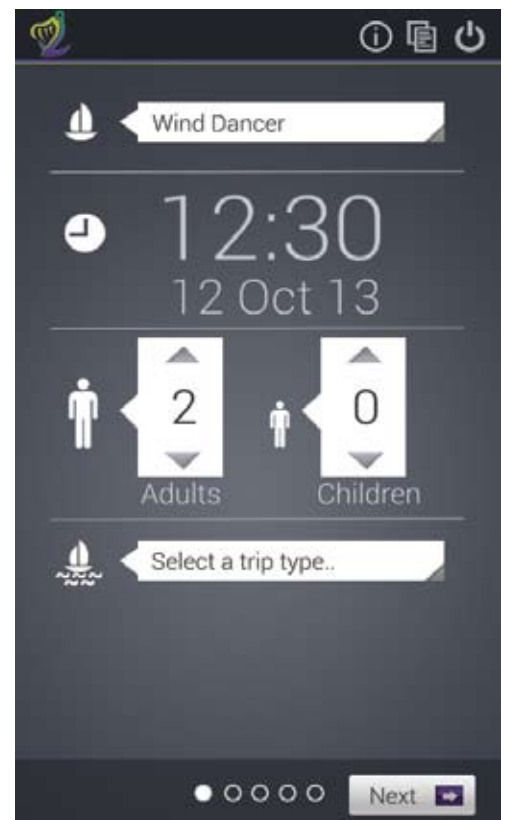 Wind Dancer
12:30
12 Oct 13
2 0
Adults Children
Select a trip type..
Next